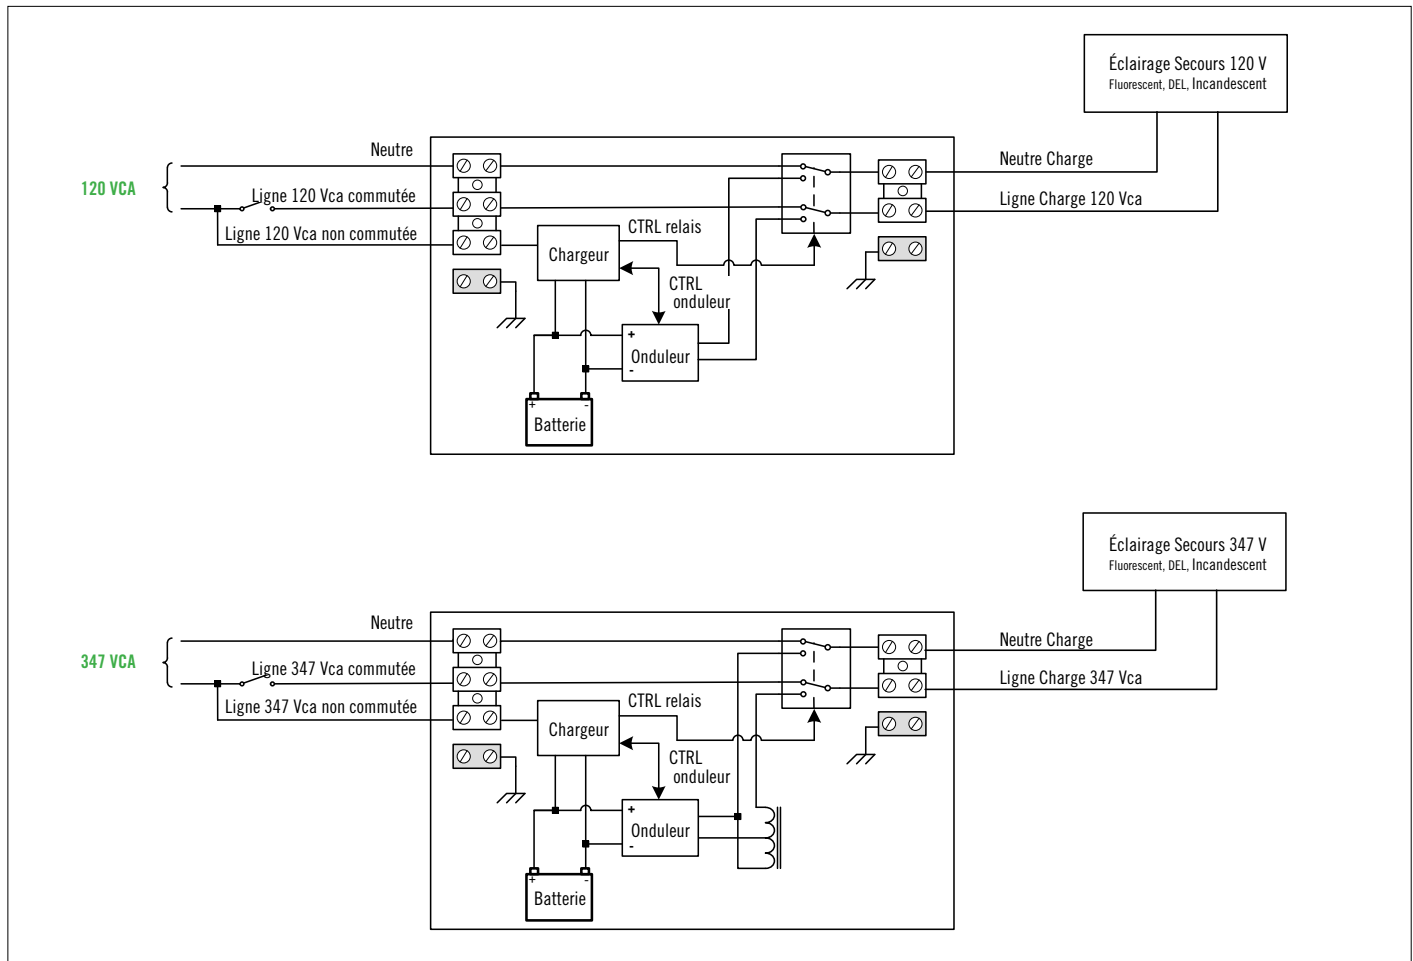 Éclairage Secours 120 V
Fluorescent, DEL, Incandescent
Neutre
Neutre Charge
120 VCA
Ligne 120 Vca commutée
Ligne Charge 120 Vca
Ligne 120 Vca non commutée
CTRL relais
Chargeur
CTRL
onduleur
+
Onduleur
-
+ -
Batterie
Éclairage Secours 347 V
Fluorescent, DEL, Incandescent
Neutre
Neutre Charge
347 VCA
Ligne 347 Vca commutée
Ligne Charge 347 Vca
Ligne 347 Vca non commutée
CTRL relais
Chargeur
CTRL
onduleur
+
Onduleur
-
+ -
Batterie